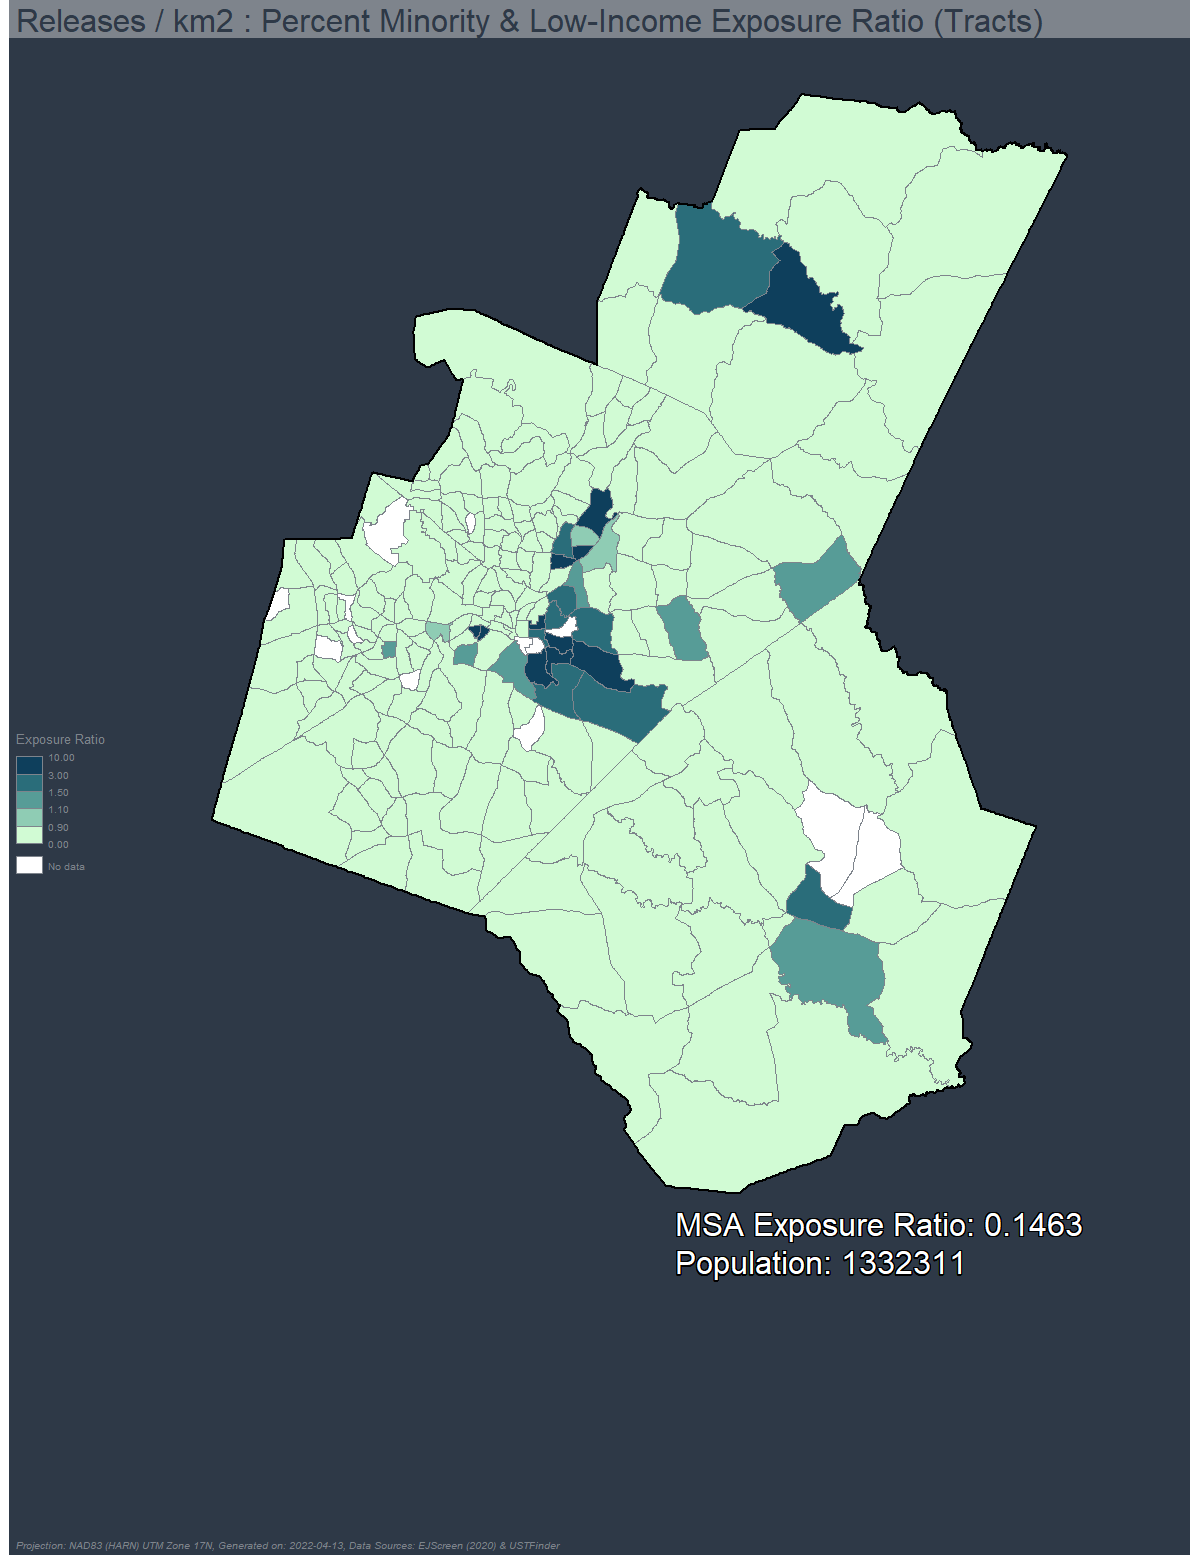 Releases / km2 : Percent Minority & Low-Income Exposure Ratio (Tracts)
Exposure Ratio
10.00
3.00
1.50
1.10
0.90
0.00
No data
MSA Exposure Ratio: 0.1463
Population: 1332311
Projection: NAD83 (HARN) UTM Zone 17N, Generated on: 2022-04-13, Data Sources: EJScreen (2020) & USTFinder